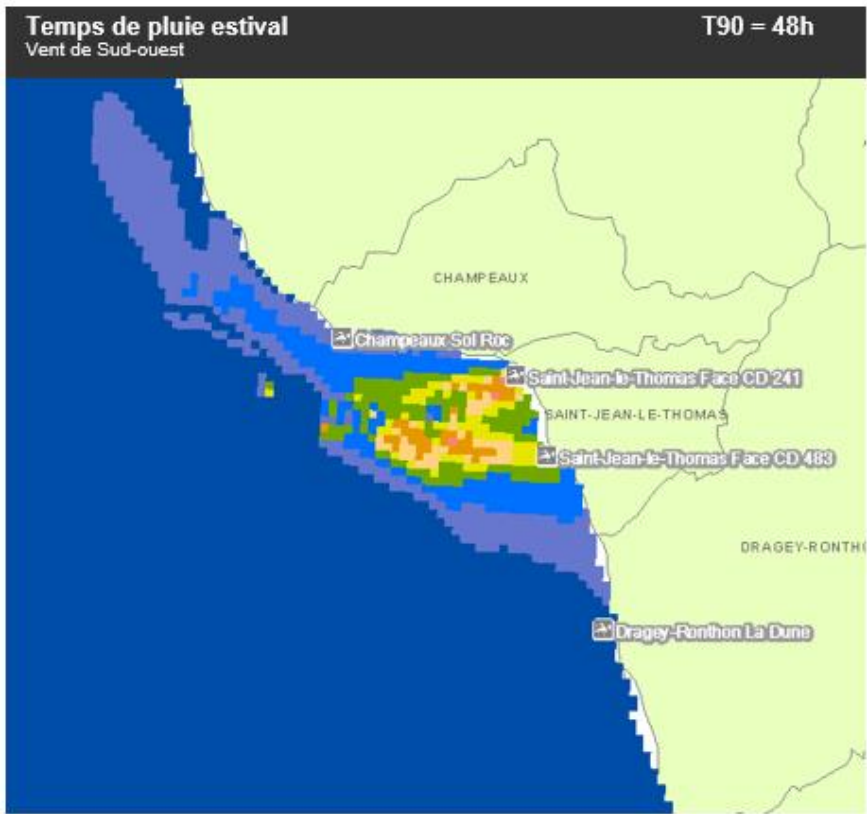 Temps de pluie estival
T90 = 48h
Vent de Sud-ouest
CHAMPEAUX
Champeaux Sol Roc
Saint-Jean-le-Thomas Face CD 241
SAINT-JEAN-LE-THOMAS
Saint-Jean-le-Thomas Face CD 483
DRAGEY-RONTH
Dragey-Ronthon La Dune